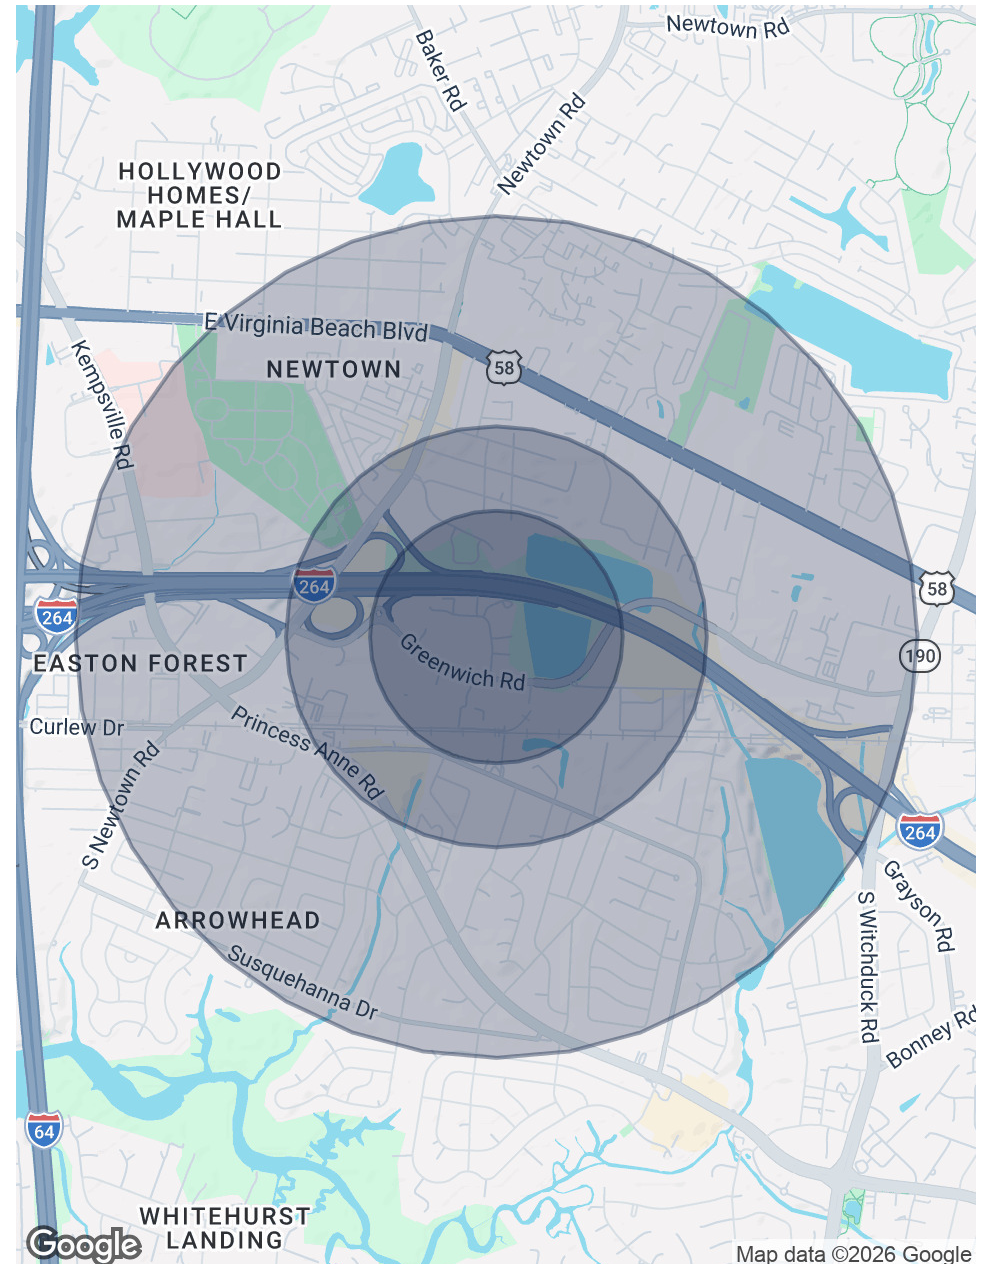 Newtown Rd
Baker Rd
Newtown Rd
HOLLYWOOD
HOMES/
MAPLE HALL
E Virginia Beach Blvd
NEWTOWN
58
Kempsville Rd
264
58
264
190
EASTON FOREST
Greenwich Rd
Curlew Dr
Princess Anne Rd
S Newtown Rd
264
Grayson Rd
S Witchduck Rd
ARROWHEAD
Susquehanna Dr
Bonney Rd
64
WHITEHURST
LANDING
Google
Map data ©2026 Google